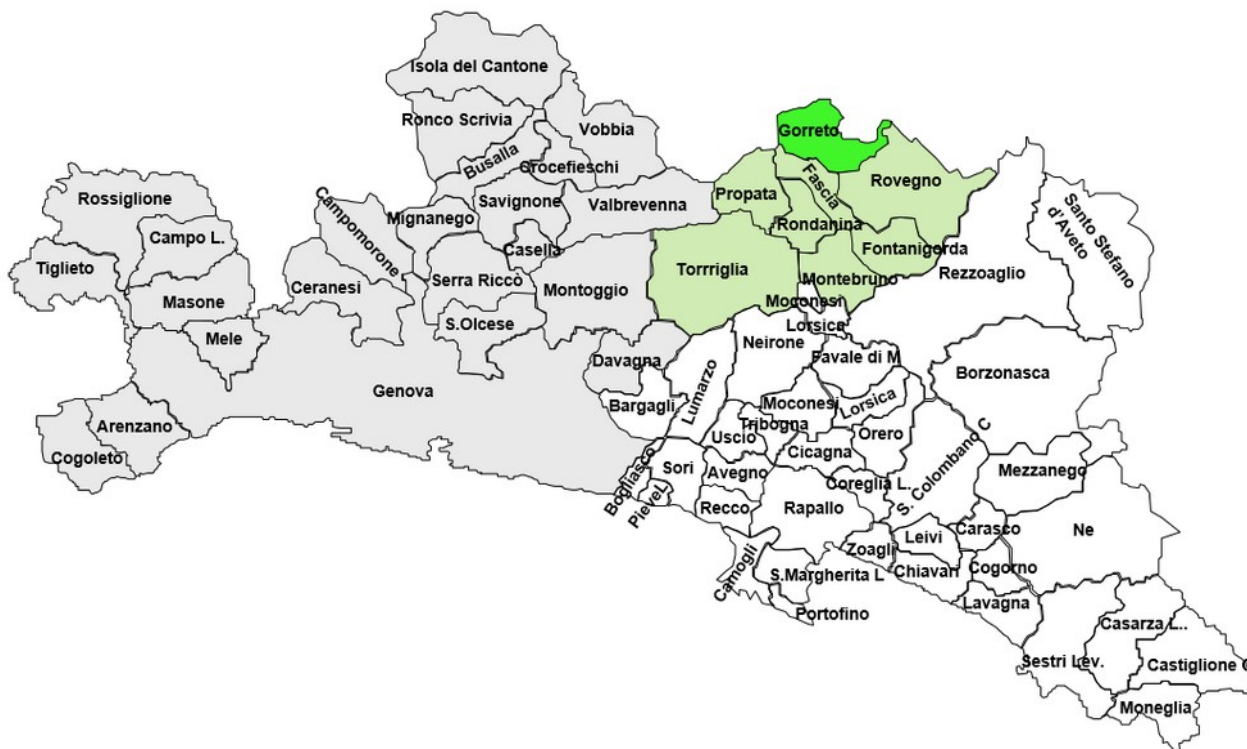 Isola del Cantone
Ronco Scrivia
Vobbia
Gorreto
Busalla
Crocefieschi
Fascia
Rovegno
Rossiglione
Campomorone
Mignanego
Savignone
Valbrevenna
Propata
Santo Stefano
d'Aveto
Campo L.
Rondanina
Casella
Fontanigorda
Tiglieto
Ceranesi
Serra Riccò
Montoggio
Torrriglia
Montebruno
Rezzoaglio
Masone
Moconesi
S.Olcese
Lorsica
Mele
Neirone
Davagna
Favale di M
Genova
Lumarzo
Borzonasca
Bargagli
Moconesi
Lorsica
Arenzano
Tribogna
Uscio
Orero
Cogoleto
Cicagna
S. Colombano C
Bogliasco
Sori
Avegno
Mezzanego
PieveL
Coreglia L.
Recco
Rapallo
Carasco
Ne
Leivi
Zoagli
Camogli
S.Margherita L
Chiavari
Cogorno
Lavagna
Portofino
Casarza L..
Sestri Lev.
Castiglione C
Moneglia